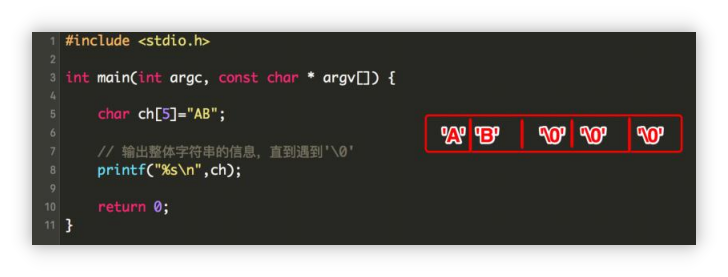 1 #include <stdio.h>
2
3 int main(int argc, const char * argv[]) {
4
5 char ch[5]="AB";
6
7 // 输出整体字符串的信息，直到遇到'\0'
8 printf("%s\n",ch);
9
10 return 0;
11 }
'A' 'B' '\0' '\0' '\0'